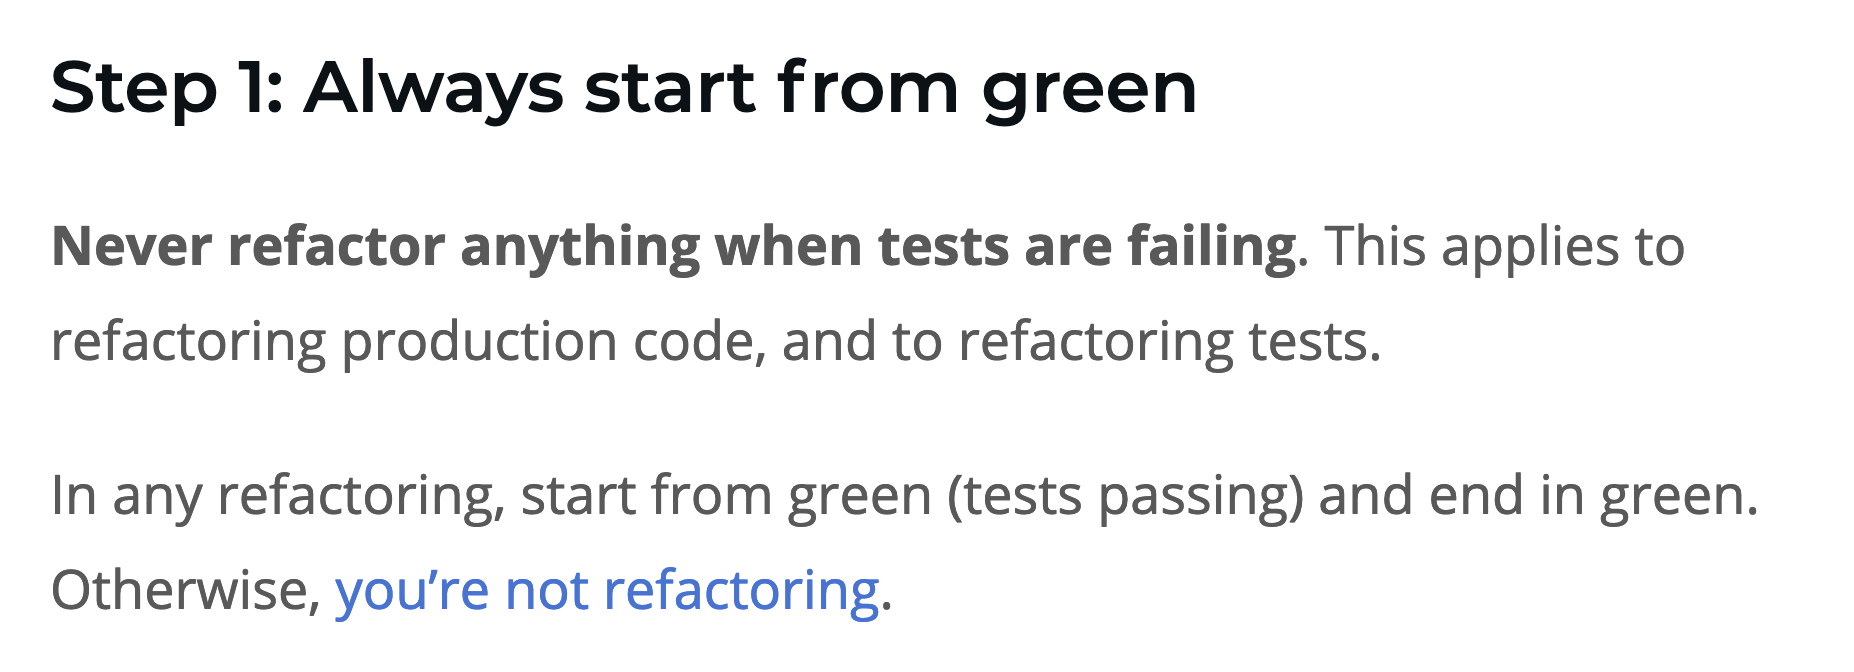 Step 1: Always start from green
Never refactor anything when tests are failing. This applies to
refactoring production code, and to refactoring tests.
In any refactoring, start from green (tests passing) and end in green.
Otherwise, you’re not refactoring.